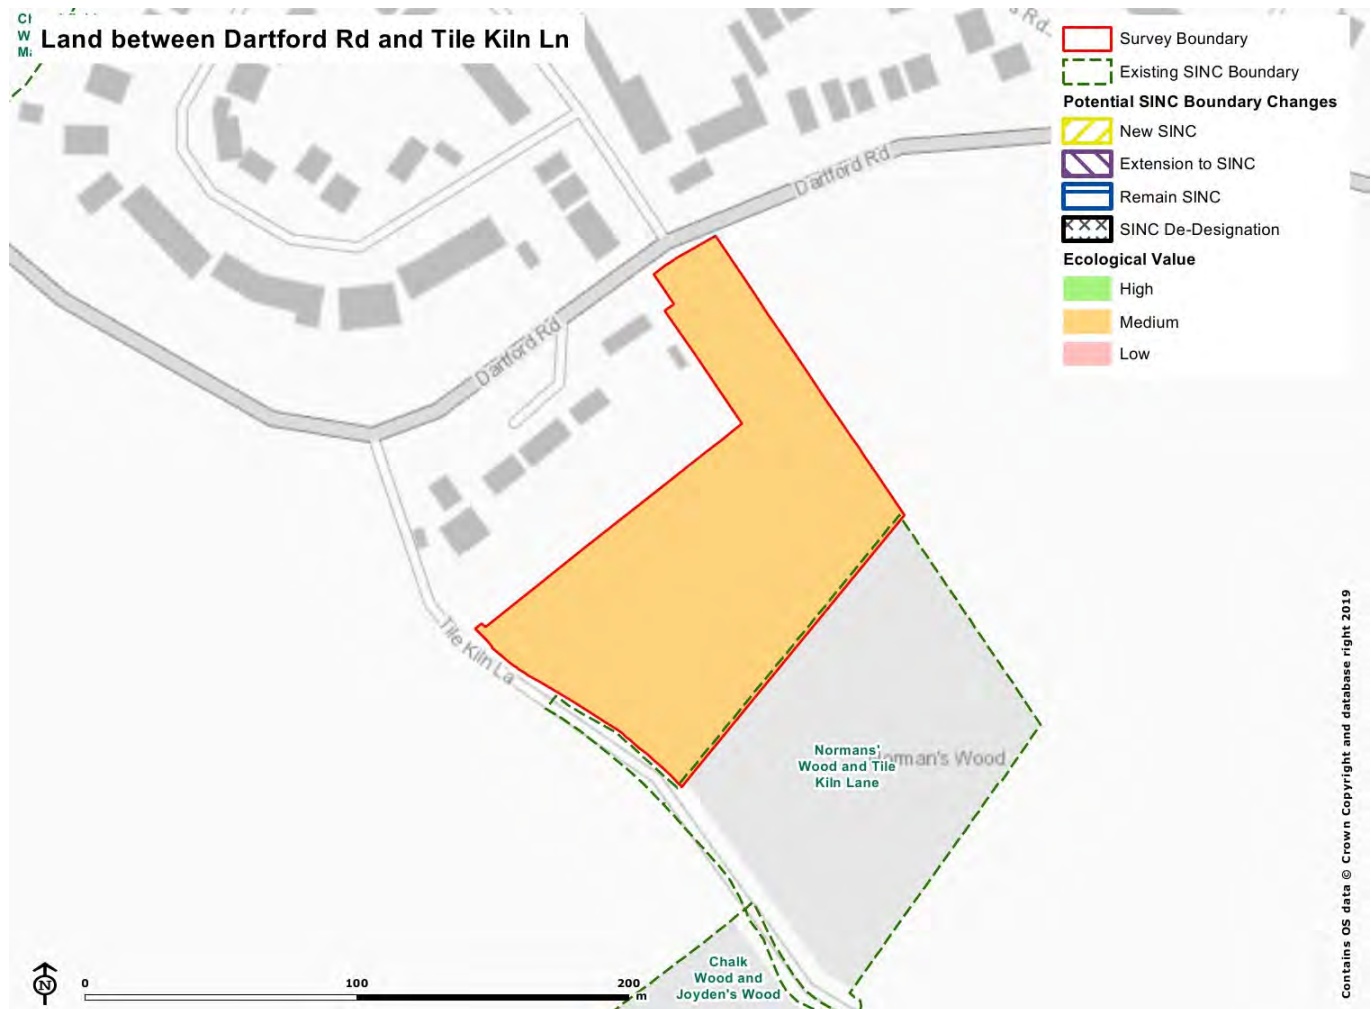 Land between Dartford Rd and Tile Kiln Ln
Survey Boundary
Existing SINC Boundary
Potential SINC Boundary Changes
New SINC
Extension to SINC
Remain SINC
SINC De-Designation
Ecological Value
High
Medium
Low
Rd
Dartford Rd
Dartford Rd
Tile Kiln La
Normans'
Wood and Tile
Kiln Lane
Norman's Wood
Chalk
Wood and
Joyden's Wood
N
0 100 200
m
Contains OS data © Crown Copyright and database right 2019